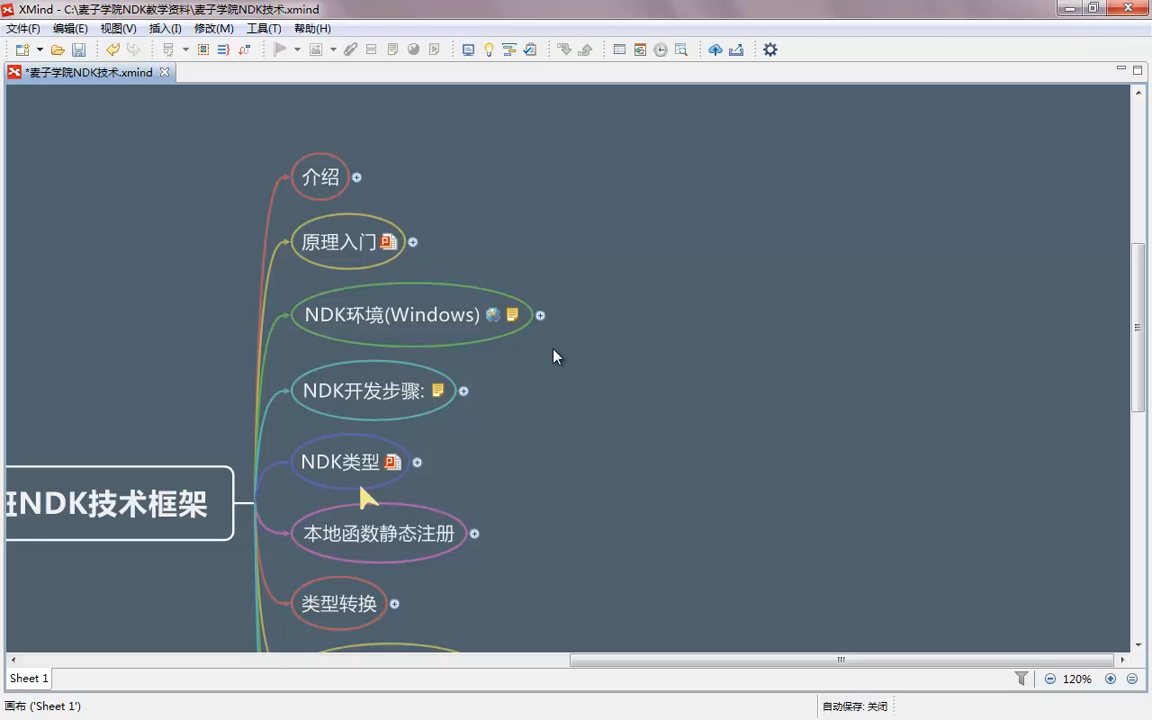 XMind - C:\麦子学院NDK教学资料\麦子学院NDK技术.xmind
文件(F) 编辑(E) 视图(V) 插入(I) 修改(M) 工具(T) 帮助(H)
*麦子学院NDK技术.xmind
介绍
原理入门
NDK环境(Windows)
NDK开发步骤:
NDK类型
NDK技术框架
本地函数静态注册
类型转换
Sheet 1
120%
画布 ('Sheet 1')
自动保存: 关闭